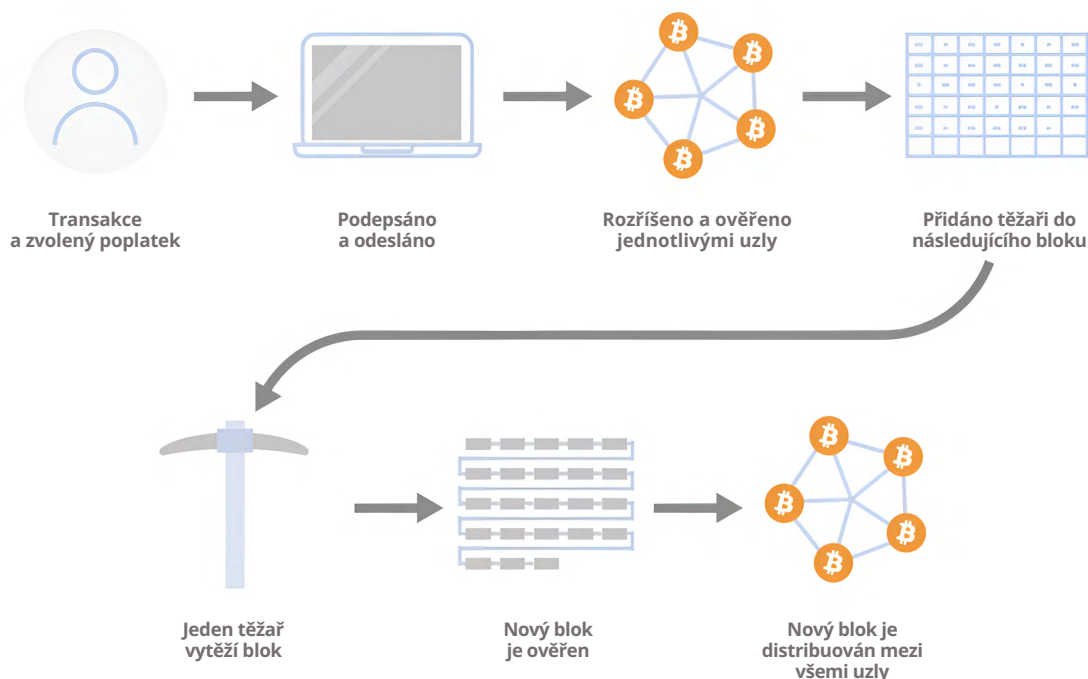 Transakce
a zvolený poplatek
Podepsáno
a odesláno
Rozříšeno a ověřeno
jednotlivými uzly
Přidáno těžaři do
následujícího bloku
Jeden těžař
vytěží blok
Nový blok
je ověřen
Nový blok je
distribuován mezi
všemi uzly